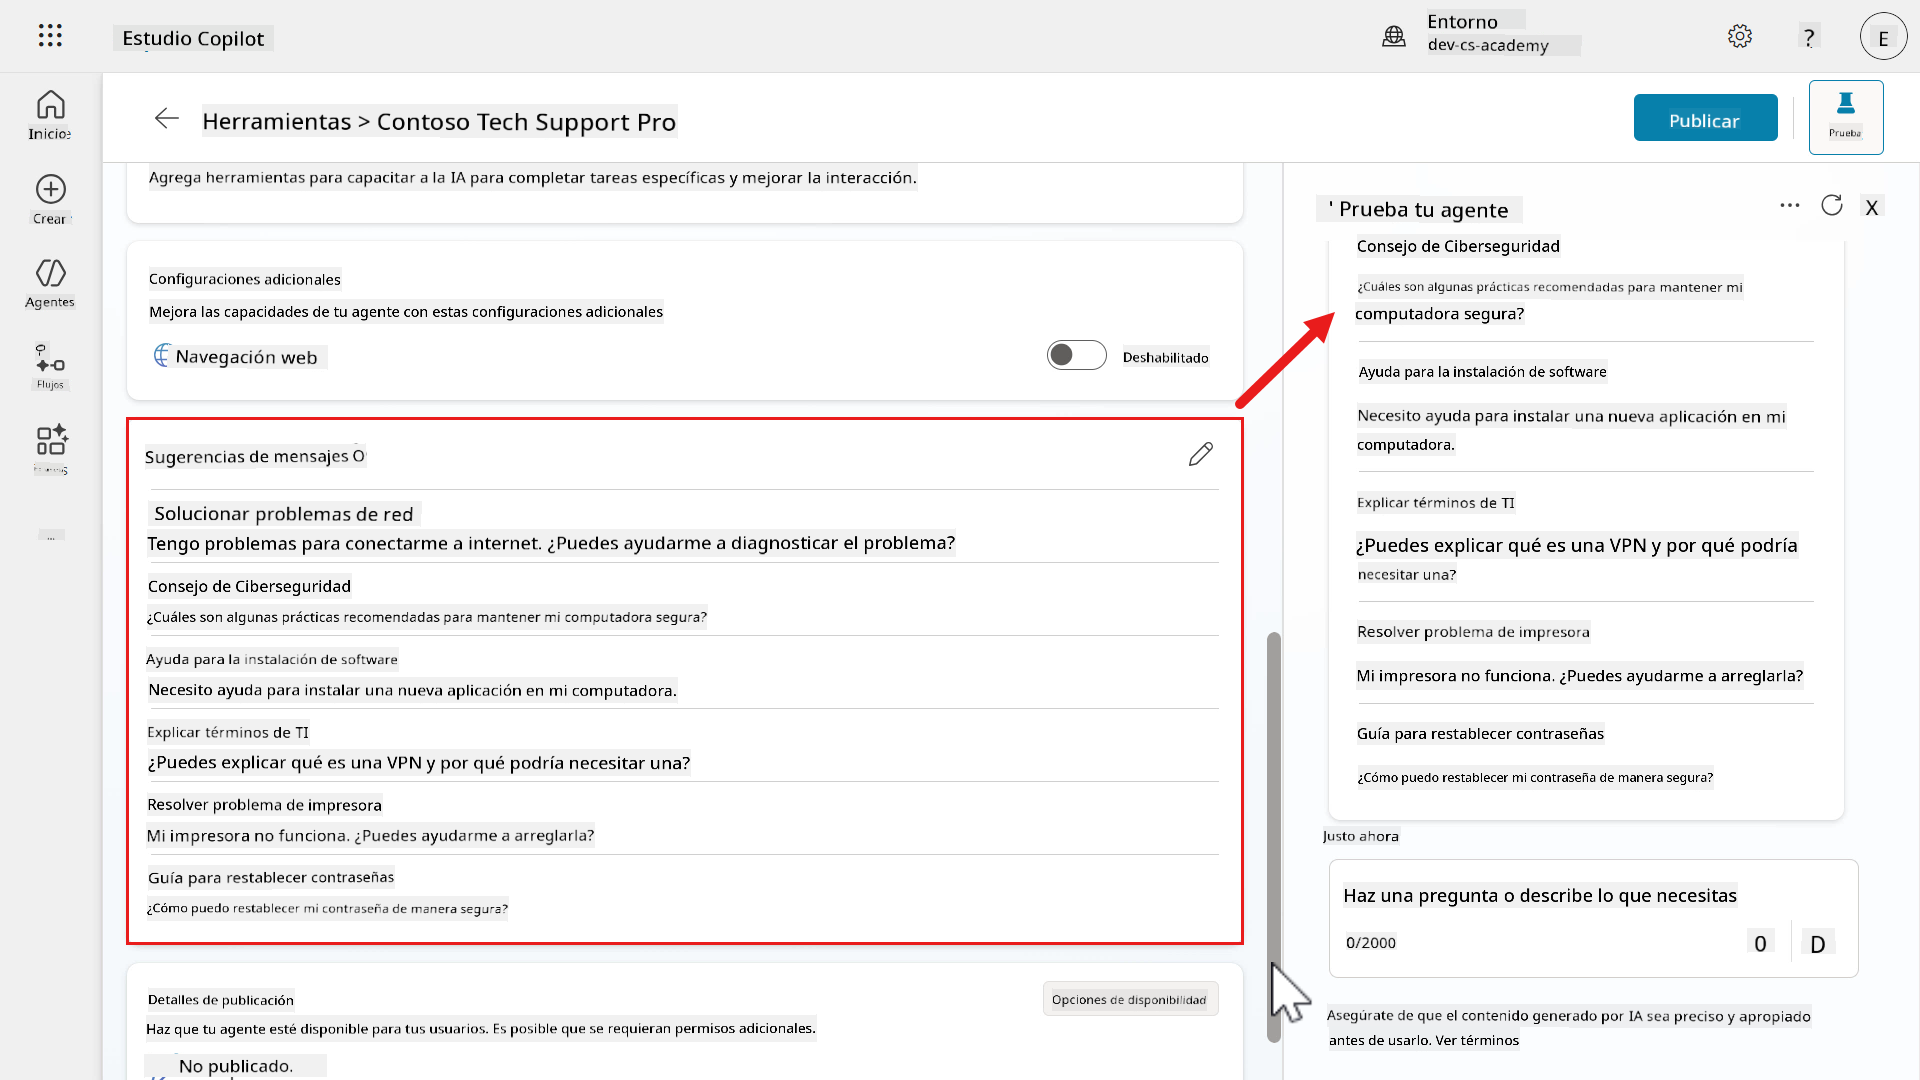 Estudio Copilot
Entorno
dev-cs-academy
?
E
Inicio
Crear
Agentes
Flujos
...
Herramientas > Contoso Tech Support Pro
Publicar
Prueba
Agrega herramientas para capacitar a la IA para completar tareas específicas y mejorar la interacción.
Configuraciones adicionales
Mejora las capacidades de tu agente con estas configuraciones adicionales
Navegación web
Deshabilitado
Sugerencias de mensajes
Solucionar problemas de red
Tengo problemas para conectarme a internet. ¿Puedes ayudarme a diagnosticar el problema?
Consejo de Ciberseguridad
¿Cuáles son algunas prácticas recomendadas para mantener mi computadora segura?
Ayuda para la instalación de software
Necesito ayuda para instalar una nueva aplicación en mi computadora.
Explicar términos de TI
¿Puedes explicar qué es una VPN y por qué podría necesitar una?
Resolver problema de impresora
Mi impresora no funciona. ¿Puedes ayudarme a arreglarla?
Guía para restablecer contraseñas
¿Cómo puedo restablecer mi contraseña de manera segura?
Detalles de publicación
Opciones de disponibilidad
Haz que tu agente esté disponible para tus usuarios. Es posible que se requieran permisos adicionales.
No publicado.
Prueba tu agente
X
Consejo de Ciberseguridad
¿Cuáles son algunas prácticas recomendadas para mantener mi
computadora segura?
Ayuda para la instalación de software
Necesito ayuda para instalar una nueva aplicación en mi
computadora.
Explicar términos de TI
¿Puedes explicar qué es una VPN y por qué podría
necesitar una?
Resolver problema de impresora
Mi impresora no funciona. ¿Puedes ayudarme a arreglarla?
Guía para restablecer contraseñas
¿Cómo puedo restablecer mi contraseña de manera segura?
Justo ahora
Haz una pregunta o describe lo que necesitas
0/2000
0
D
Asegúrate de que el contenido generado por IA sea preciso y apropiado
antes de usarlo. Ver términos